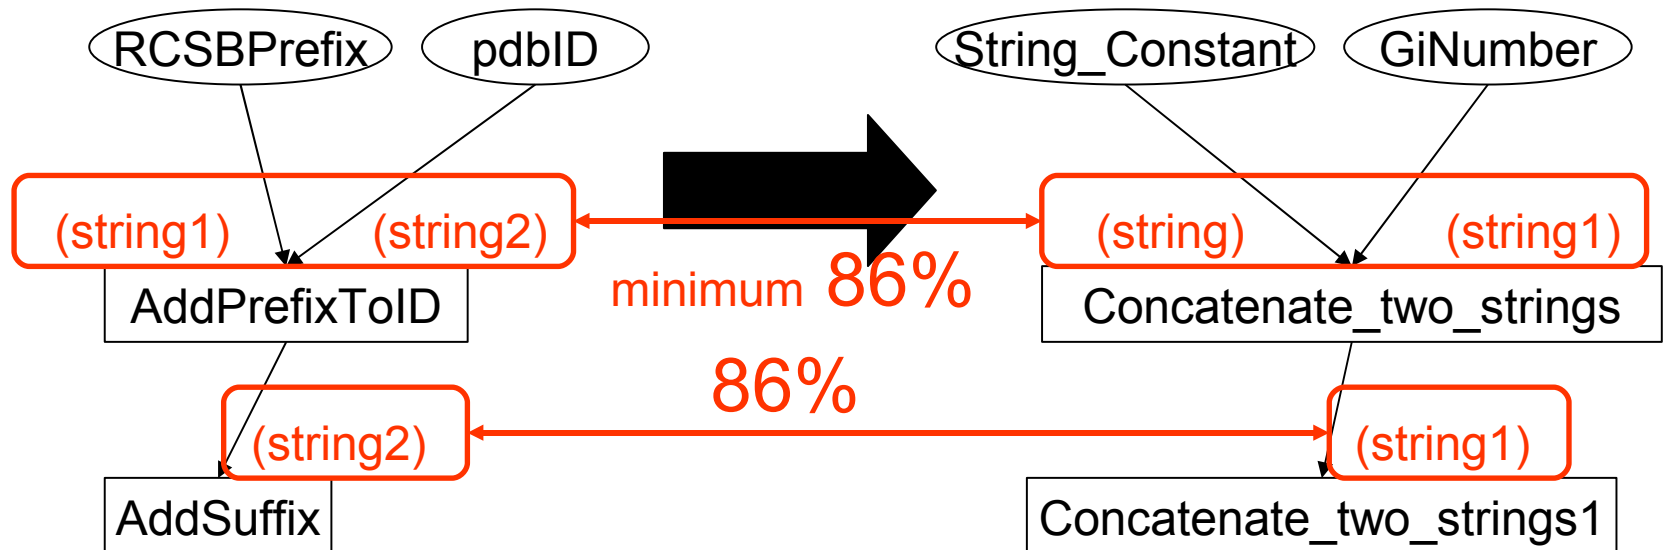 RCSBPrefix pdbID String_Constant GiNumber
(string1) (string2) (string) (string1)
minimum 86%
AddPrefixToID Concatenate_two_strings
86%
(string2) (string1)
AddSuffix Concatenate_two_strings1